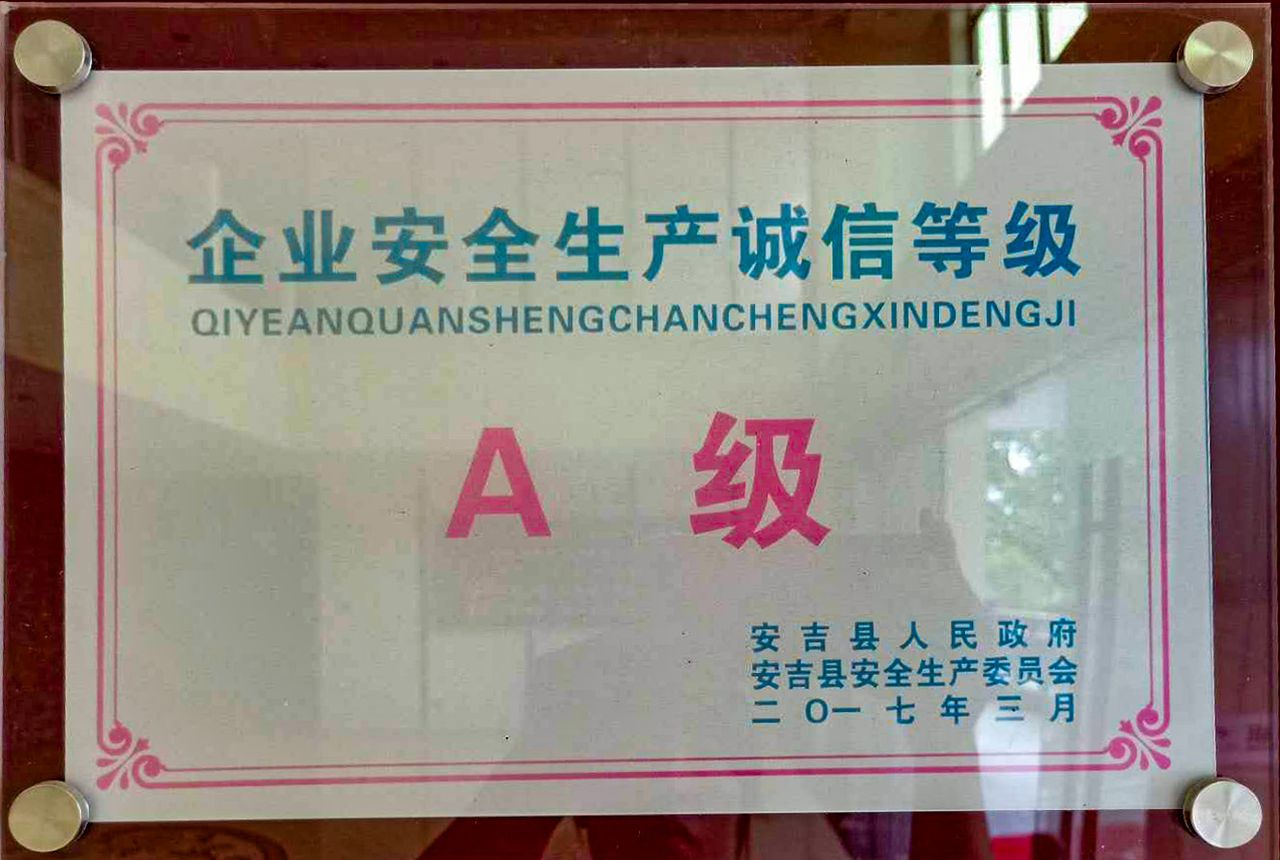 企业安全生产诚信等级
QIYEANQUANSHENGCHANCHENGXINDENGJI
A 级
安吉县人民政府
安吉县安全生产委员会
二〇一七年三月